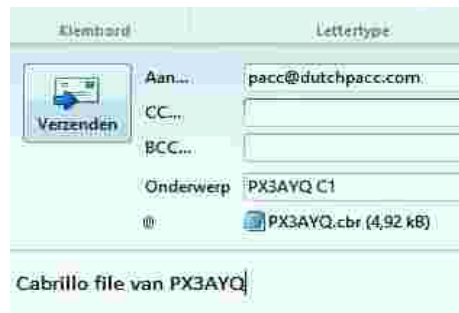 Klembord Lettertype
Aan... pacc@dutchpacc.com
Verzenden
CC...
BCC...
Onderwerp PX3AYQ C1
PX3AYQ.cbr (4,92 kB)
Cabrillo file van PX3AYQ